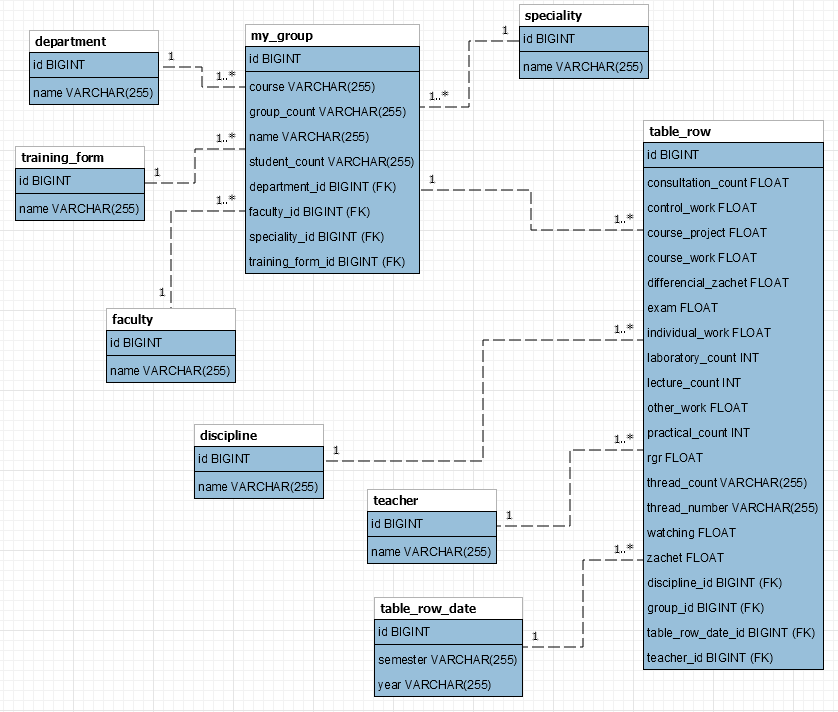 department
id BIGINT
name VARCHAR(255)
1
1..*
training_form
id BIGINT
name VARCHAR(255)
1
1..*
my_group
id BIGINT
course VARCHAR(255)
group_count VARCHAR(255)
name VARCHAR(255)
student_count VARCHAR(255)
department_id BIGINT (FK)
faculty_id BIGINT (FK)
speciality_id BIGINT (FK)
training_form_id BIGINT (FK)
1..*
1
faculty
id BIGINT
name VARCHAR(255)
speciality
id BIGINT
name VARCHAR(255)
1
1..*
1
1..*
table_row
id BIGINT
consultation_count FLOAT
control_work FLOAT
course_project FLOAT
course_work FLOAT
differencial_zachet FLOAT
exam FLOAT
individual_work FLOAT
laboratory_count INT
lecture_count INT
other_work FLOAT
practical_count INT
rgr FLOAT
thread_count VARCHAR(255)
thread_number VARCHAR(255)
watching FLOAT
zachet FLOAT
discipline_id BIGINT (FK)
group_id BIGINT (FK)
table_row_date_id BIGINT (FK)
teacher_id BIGINT (FK)
discipline
id BIGINT
name VARCHAR(255)
1
1..*
teacher
id BIGINT
name VARCHAR(255)
1
1..*
table_row_date
id BIGINT
semester VARCHAR(255)
year VARCHAR(255)
1
1..*